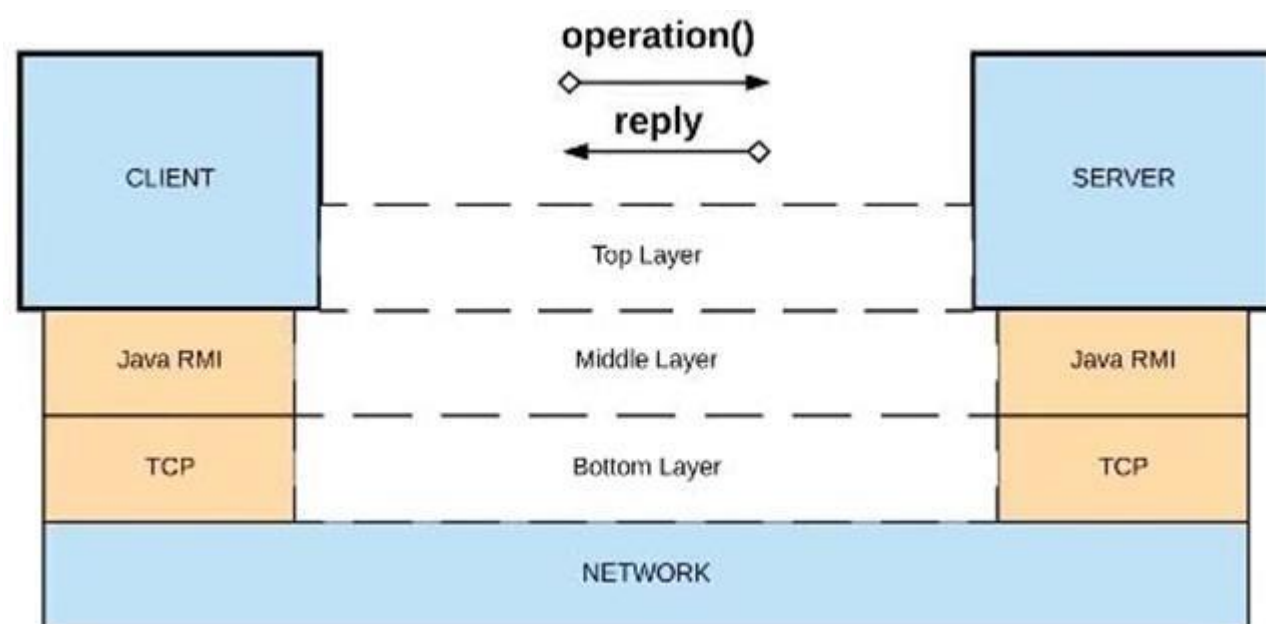 operation()
reply
CLIENT
SERVER
Top Layer
Java RMI
Middle Layer
Java RMI
TCP
Bottom Layer
TCP
NETWORK